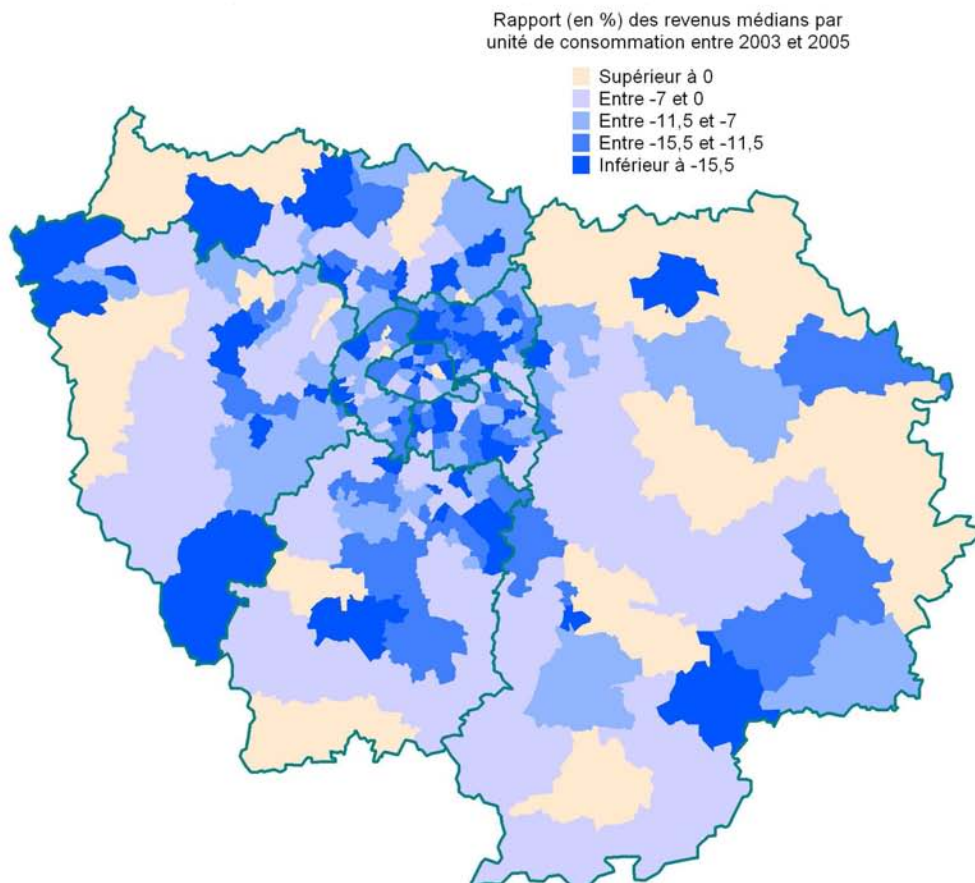 Rapport (en %) des revenus médians par
unité de consommation entre 2003 et 2005
Supérieur à 0
Entre -7 et 0
Entre -11,5 et -7
Entre -15,5 et -11,5
Inférieur à -15,5